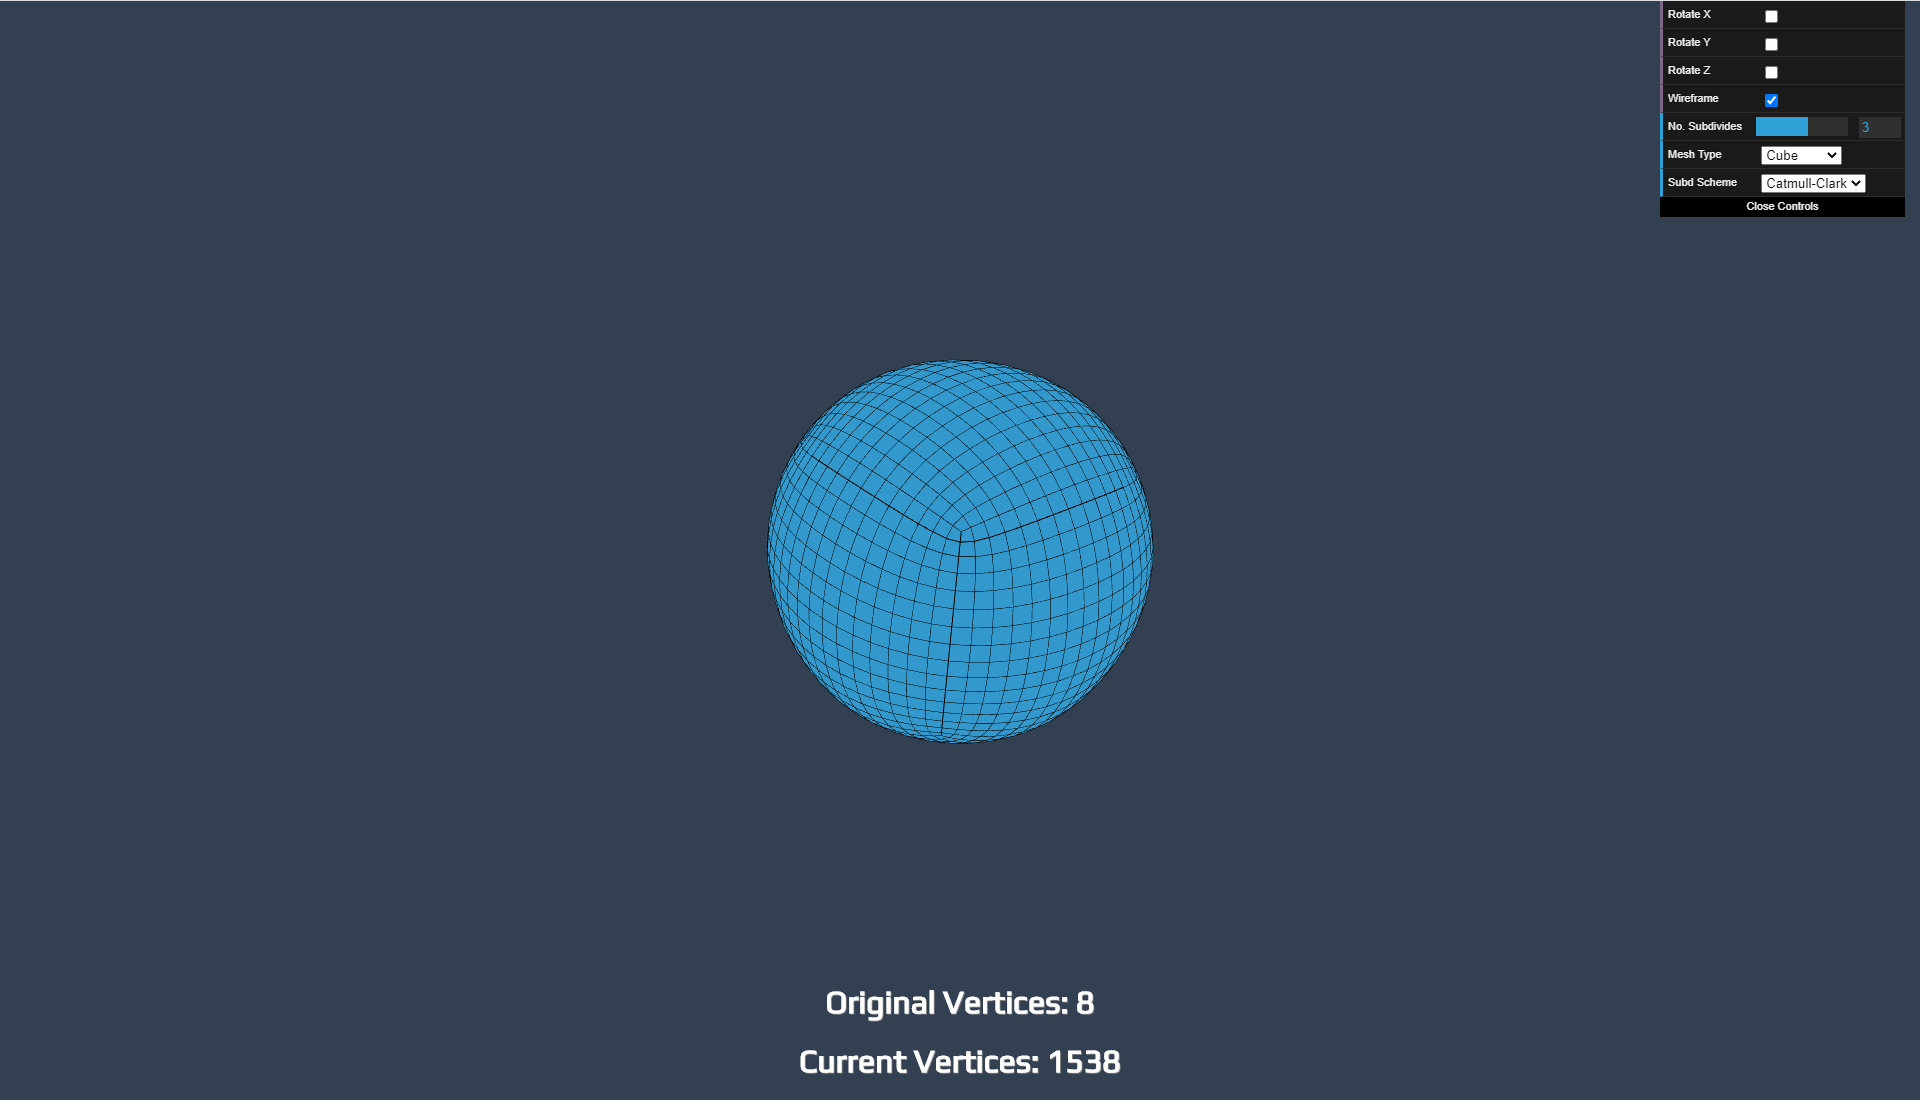 Rotate X
Rotate Y
Rotate Z
Wireframe
No. Subdivides 3
Mesh Type Cube
Subd Scheme Catmull-Clark
Close Controls
Original Vertices: 8
Current Vertices: 1538